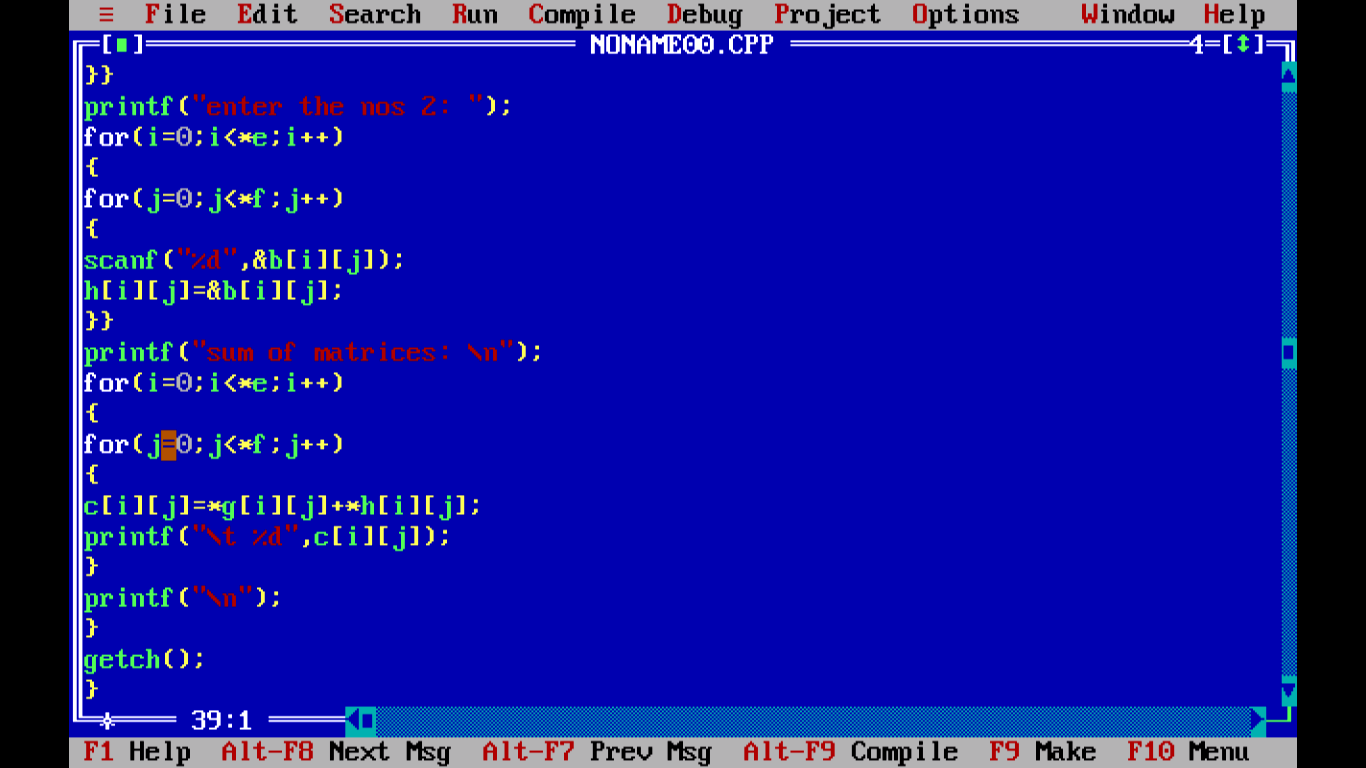 ≡ File Edit Search Run Compile Debug Project Options Window Help
[■] NONAME00.CPP 4=[↕]
}}
printf("enter the nos 2: ");
for(i=0;i<*e;i++)
{
for(j=0;j<*f;j++)
{
scanf("%d",&b[i][j]);
h[i][j]=&b[i][j];
}}
printf("sum of matrices: \n");
for(i=0;i<*e;i++)
{
for(j=0;j<*f;j++)
{
c[i][j]=*g[i][j]+*h[i][j];
printf("\t %d",c[i][j]);
}
printf("\n");
}
getch();
}
39:1
F1 Help Alt-F8 Next Msg Alt-F7 Prev Msg Alt-F9 Compile F9 Make F10 Menu